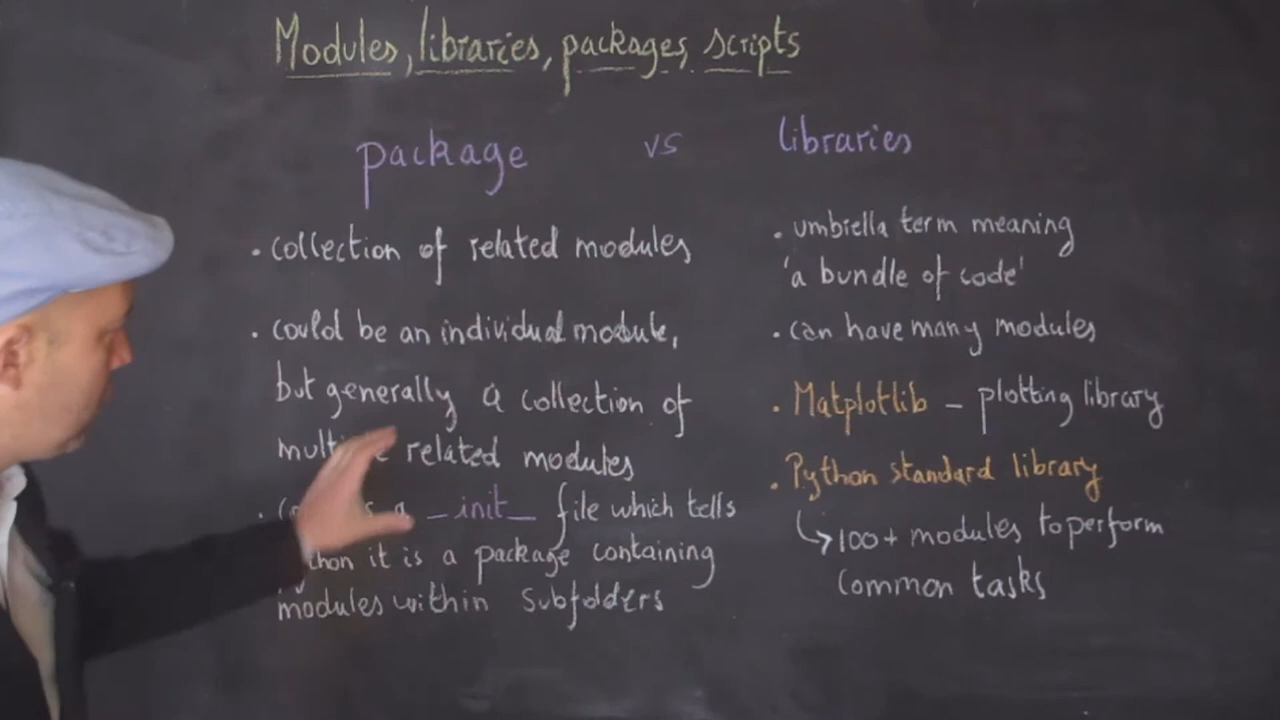 Modules, libraries, packages, scripts
package vs libraries
• collection of related modules
• could be an individual module,
but generally a collection of
related modules
a _init_ file which tells
it is a package containing
modules within subfolders
• umbrella term meaning
'a bundle of code'
• can have many modules
• Matplotlib - plotting library
• Python standard library
↳ 100+ modules to perform
common tasks